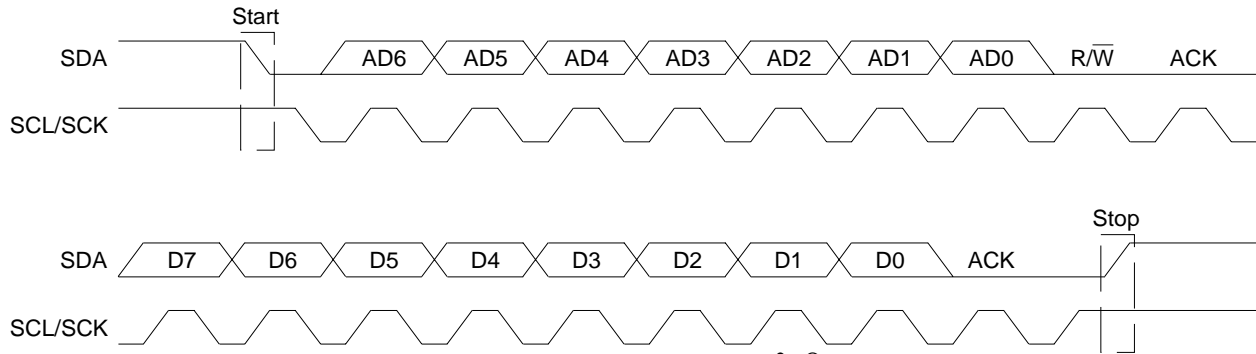 Start
SDA AD6 AD5 AD4 AD3 AD2 AD1 AD0 R/W̅ ACK
SCL/SCK
Stop
SDA D7 D6 D5 D4 D3 D2 D1 D0 ACK
SCL/SCK